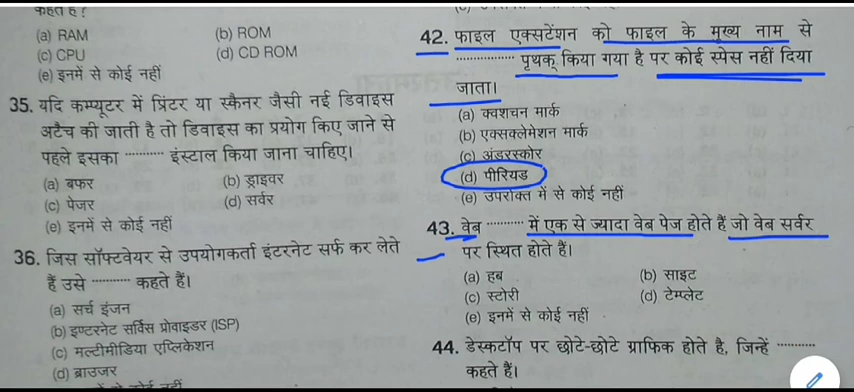 कहते हैं?
(a) RAM (b) ROM
(c) CPU (d) CD ROM
(e) इनमें से कोई नहीं
35. यदि कम्प्यूटर में प्रिंटर या स्कैनर जैसी नई डिवाइस
अटैच की जाती है तो डिवाइस का प्रयोग किए जाने से
पहले इसका ........... इंस्टाल किया जाना चाहिए।
(a) बफर (b) ड्राइवर
(c) पेजर (d) सर्वर
(e) इनमें से कोई नहीं
36. जिस सॉफ्टवेयर से उपयोगकर्ता इंटरनेट सर्फ कर लेते
हैं उसे ........... कहते हैं।
(a) सर्च इंजन
(b) इण्टरनेट सर्विस प्रोवाइडर (ISP)
(c) मल्टीमीडिया एप्लिकेशन
(d) ब्राउजर
42. फाइल एक्सटेंशन को फाइल के मुख्य नाम से
................ पृथक् किया गया है पर कोई स्पेस नहीं दिया
जाता।
(a) क्वशचन मार्क
(b) एक्सक्लेमेशन मार्क
(c) अंडरस्कोर
(d) पीरियड
(e) उपरोक्त में से कोई नहीं
43. वेब ........... में एक से ज्यादा वेब पेज होते हैं जो वेब सर्वर
पर स्थित होते हैं।
(a) हब (b) साइट
(c) स्टोरी (d) टेम्प्लेट
(e) इनमें से कोई नहीं
44. डेस्कटॉप पर छोटे-छोटे ग्राफिक होते है, जिन्हें ...........
कहते हैं।